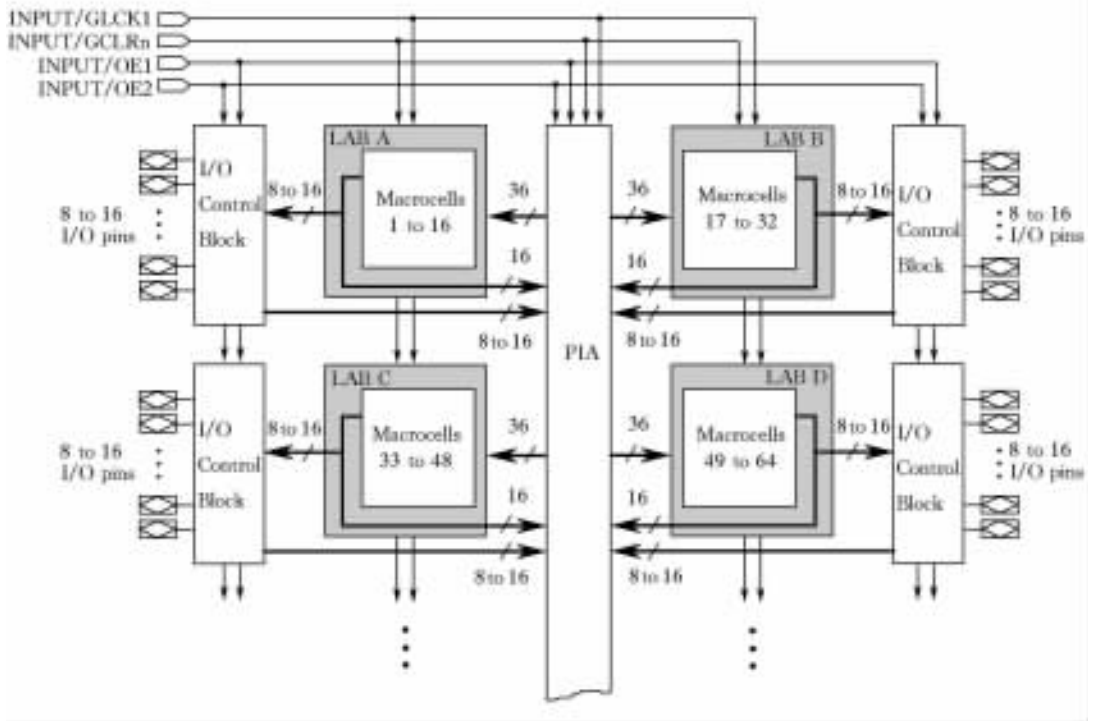 INPUT/GLCK1
INPUT/GCLRn
INPUT/OE1
INPUT/OE2
LAB A
LAB B
I/O
Control
Block
8 to 16
I/O pins
8 to 16
Macrocells
1 to 16
36
16
8 to 16
PIA
36
16
8 to 16
Macrocells
17 to 32
8 to 16
I/O
Control
Block
8 to 16
I/O pins
LAB C
LAB D
I/O
Control
Block
8 to 16
I/O pins
8 to 16
Macrocells
33 to 48
36
16
8 to 16
36
16
8 to 16
Macrocells
49 to 64
8 to 16
I/O
Control
Block
8 to 16
I/O pins